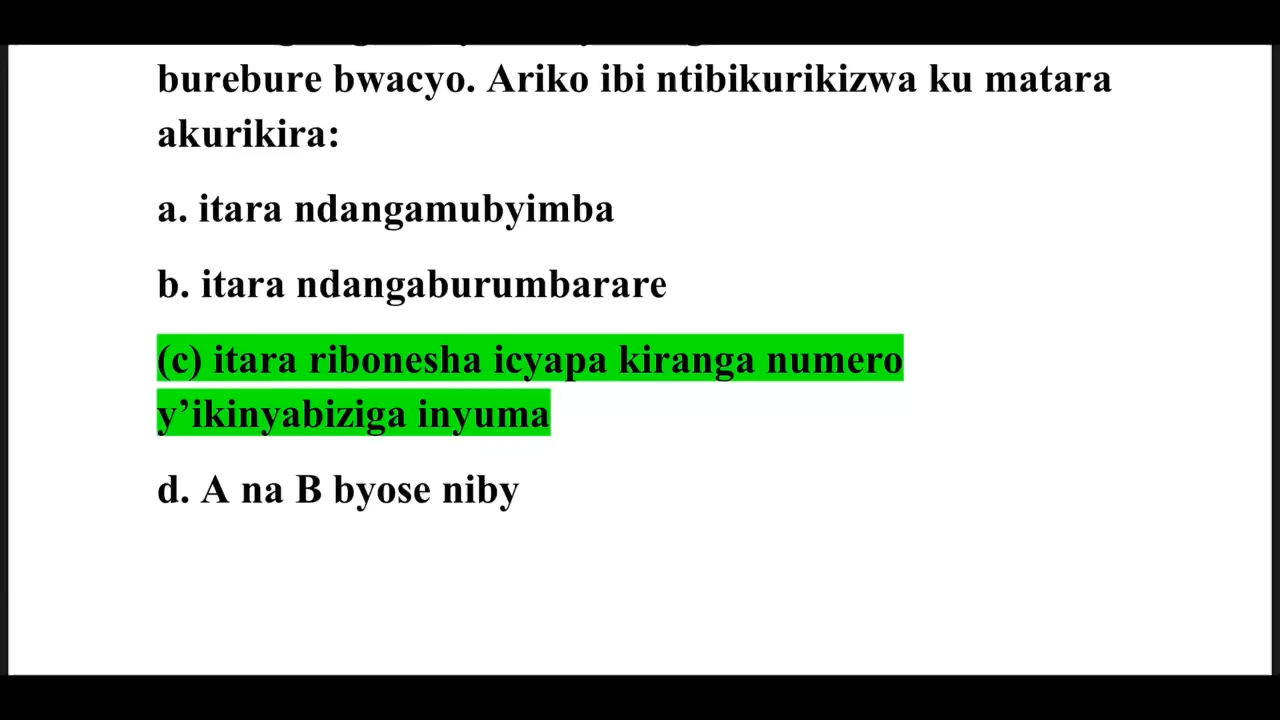 burebure bwacyo. Ariko ibi ntibikurikizwa ku matara
akurikira:
a. itara ndangamubyimba
b. itara ndangaburumbarare
(c) itara ribonesha icyapa kiranga numero
y’ikinyabiziga inyuma
d. A na B byose niby